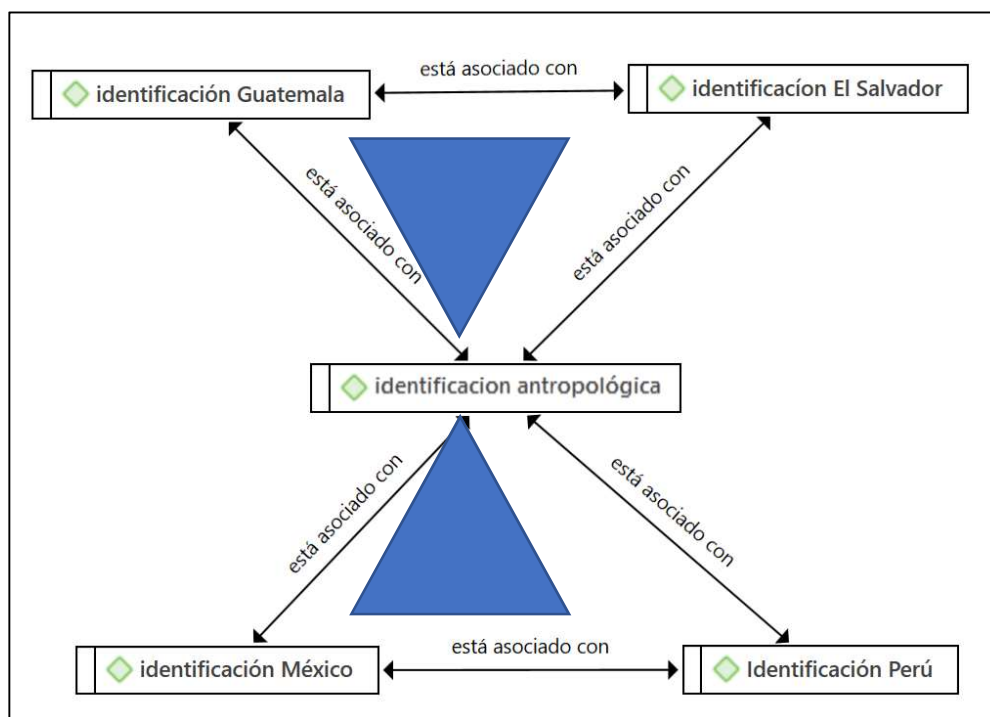 está asociado con
identificación Guatemala
identificacíon El Salvador
está asociado con
está asociado con
identificacion antropológica
está asociado con
está asociado con
está asociado con
identificación México
Identificación Perú